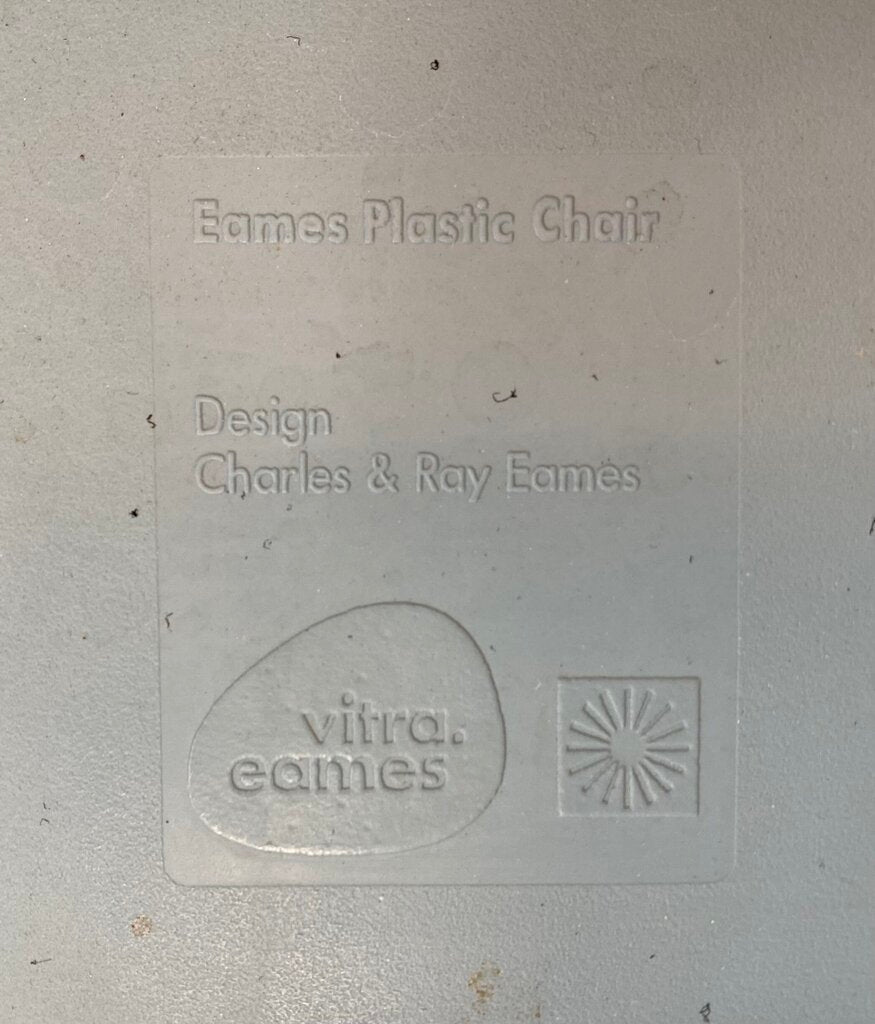 Eames Plastic Chair
Design
Charles & Ray Eames
vitra.
eames